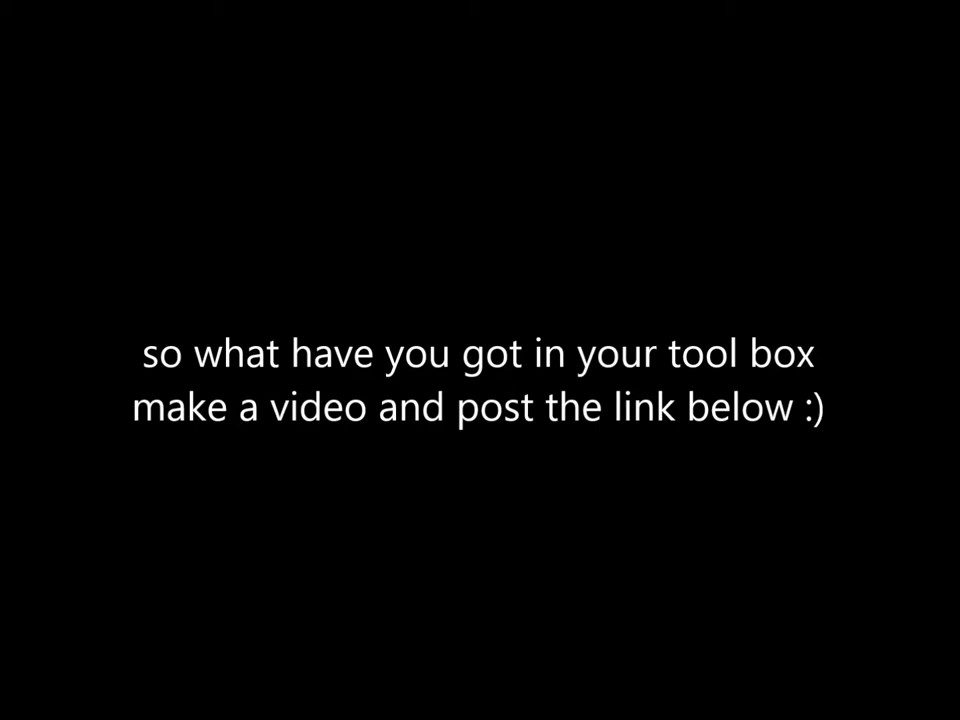 so what have you got in your tool box
make a video and post the link below :)